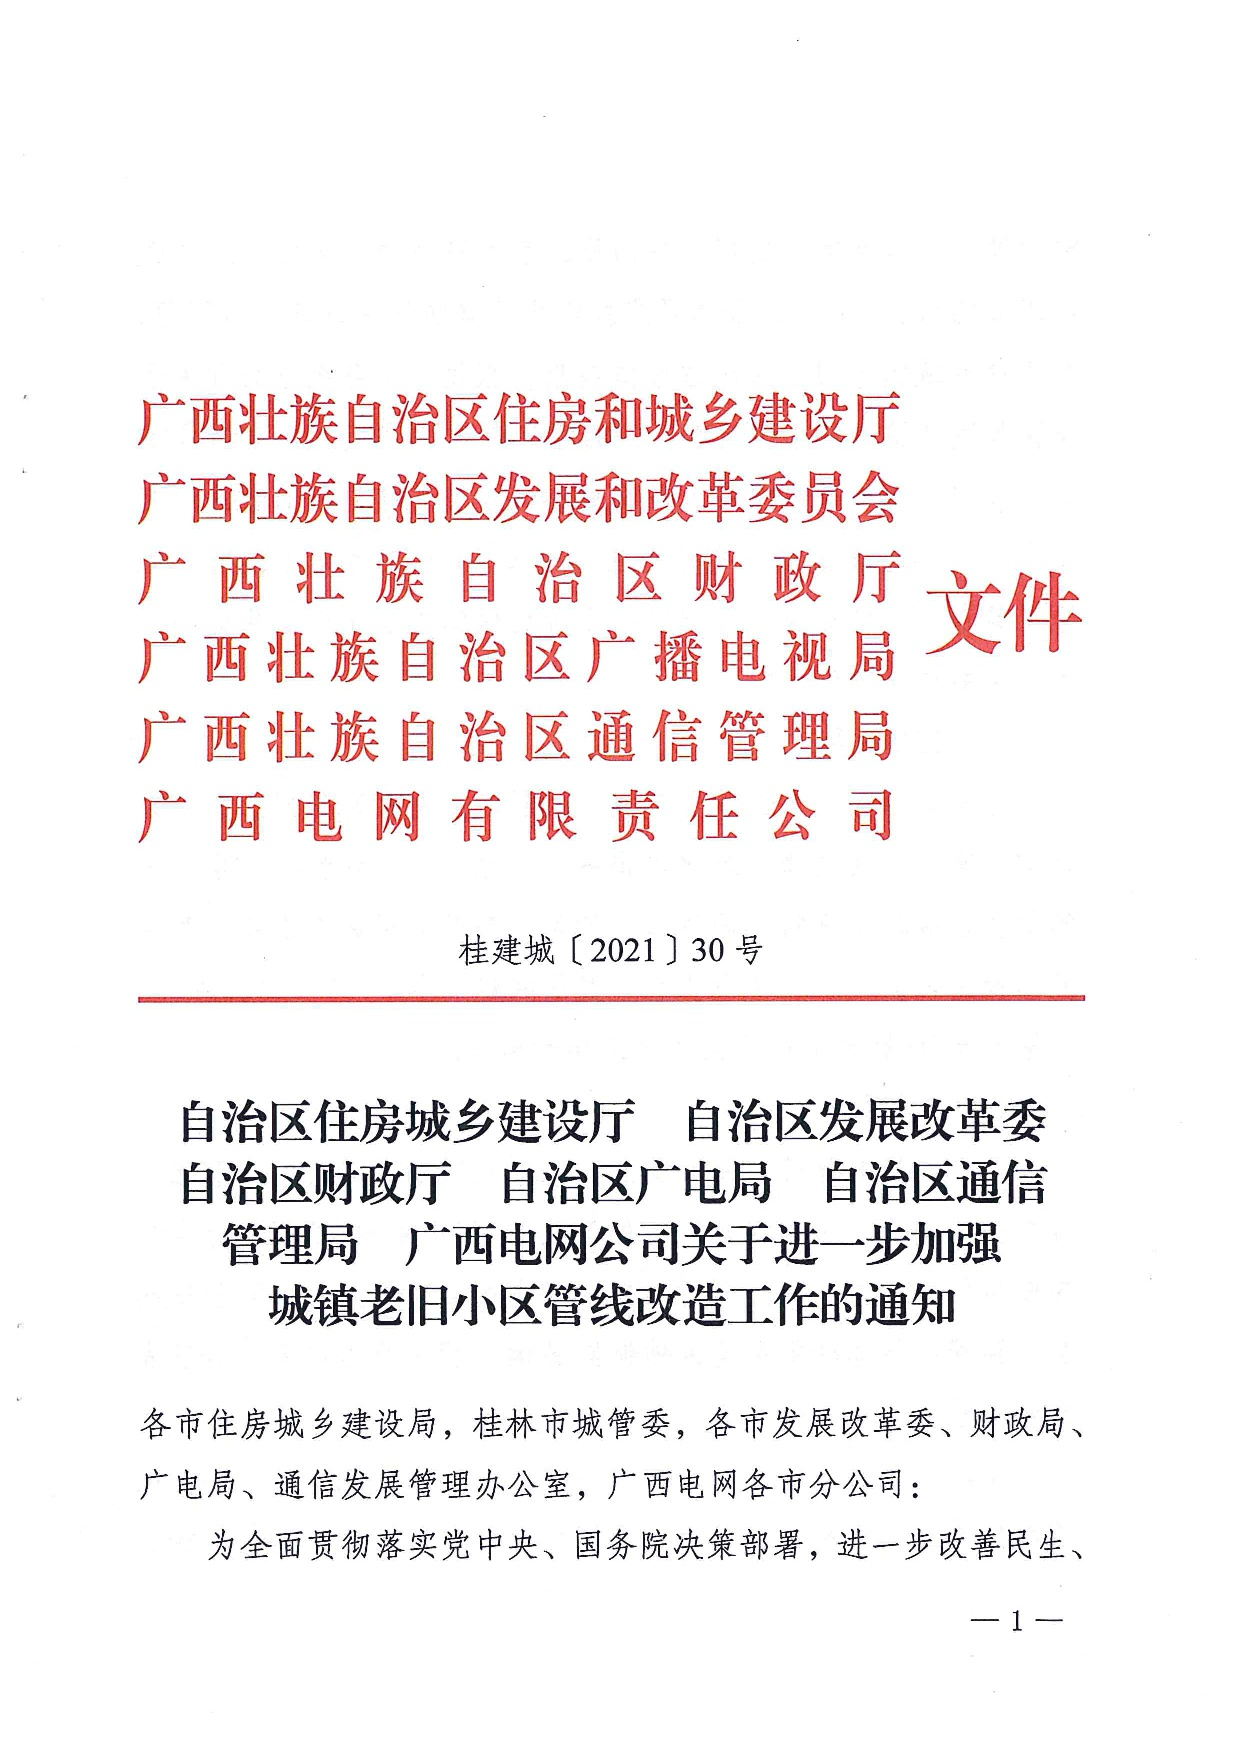 广西壮族自治区住房和城乡建设厅
广西壮族自治区发展和改革委员会
广西壮族自治区财政厅
文件
广西壮族自治区广播电视局
广西壮族自治区通信管理局
广西电网有限责任公司
桂建城〔2021〕30号
自治区住房城乡建设厅　自治区发展改革委
自治区财政厅　自治区广电局　自治区通信
管理局　广西电网公司关于进一步加强
城镇老旧小区管线改造工作的通知
各市住房城乡建设局，桂林市城管委，各市发展改革委、财政局、
广电局、通信发展管理办公室，广西电网各市分公司：
为全面贯彻落实党中央、国务院决策部署，进一步改善民生、
— 1 —